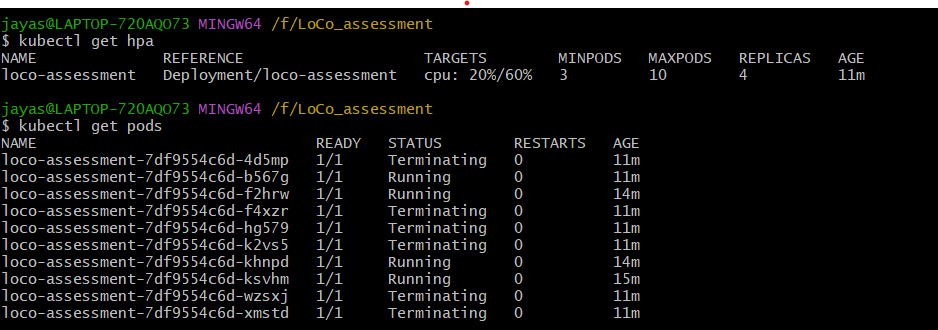 jayas@LAPTOP-720AQO73 MINGW64 /f/LoCo_assessment
$ kubectl get hpa
NAME REFERENCE TARGETS MINPODS MAXPODS REPLICAS AGE
loco-assessment Deployment/loco-assessment cpu: 20%/60% 3 10 4 11m
jayas@LAPTOP-720AQO73 MINGW64 /f/LoCo_assessment
$ kubectl get pods
NAME READY STATUS RESTARTS AGE
loco-assessment-7df9554c6d-4d5mp 1/1 Terminating 0 11m
loco-assessment-7df9554c6d-b567g 1/1 Running 0 11m
loco-assessment-7df9554c6d-f2hrw 1/1 Running 0 14m
loco-assessment-7df9554c6d-f4xzr 1/1 Terminating 0 11m
loco-assessment-7df9554c6d-hg579 1/1 Terminating 0 11m
loco-assessment-7df9554c6d-k2vs5 1/1 Terminating 0 11m
loco-assessment-7df9554c6d-khnpd 1/1 Running 0 14m
loco-assessment-7df9554c6d-ksvhm 1/1 Running 0 15m
loco-assessment-7df9554c6d-wzsxj 1/1 Terminating 0 11m
loco-assessment-7df9554c6d-xmstd 1/1 Terminating 0 11m